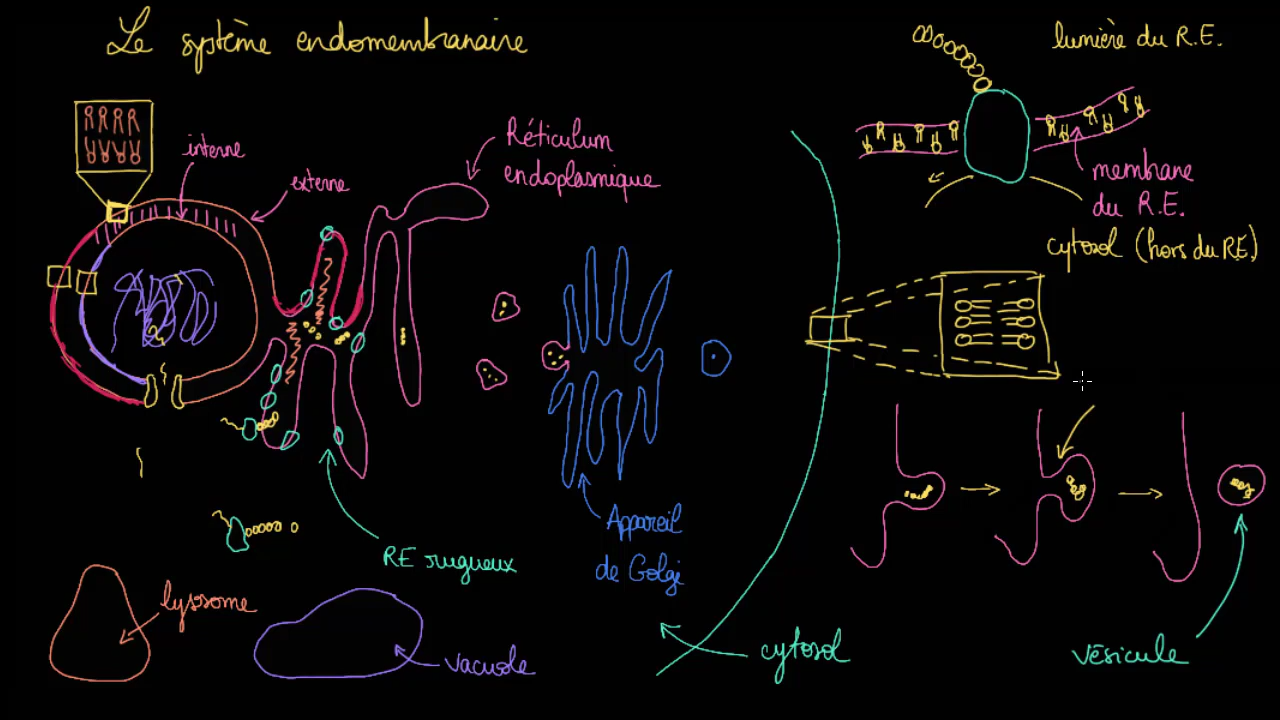 Le système endomembranaire
lumière du R.E.
interne
externe
Réticulum
endoplasmique
membrane
du R.E.
cytosol (hors du R.E.)
Appareil
de Golgi
RE rugueux
lysosome
vacuole
cytosol
vésicule